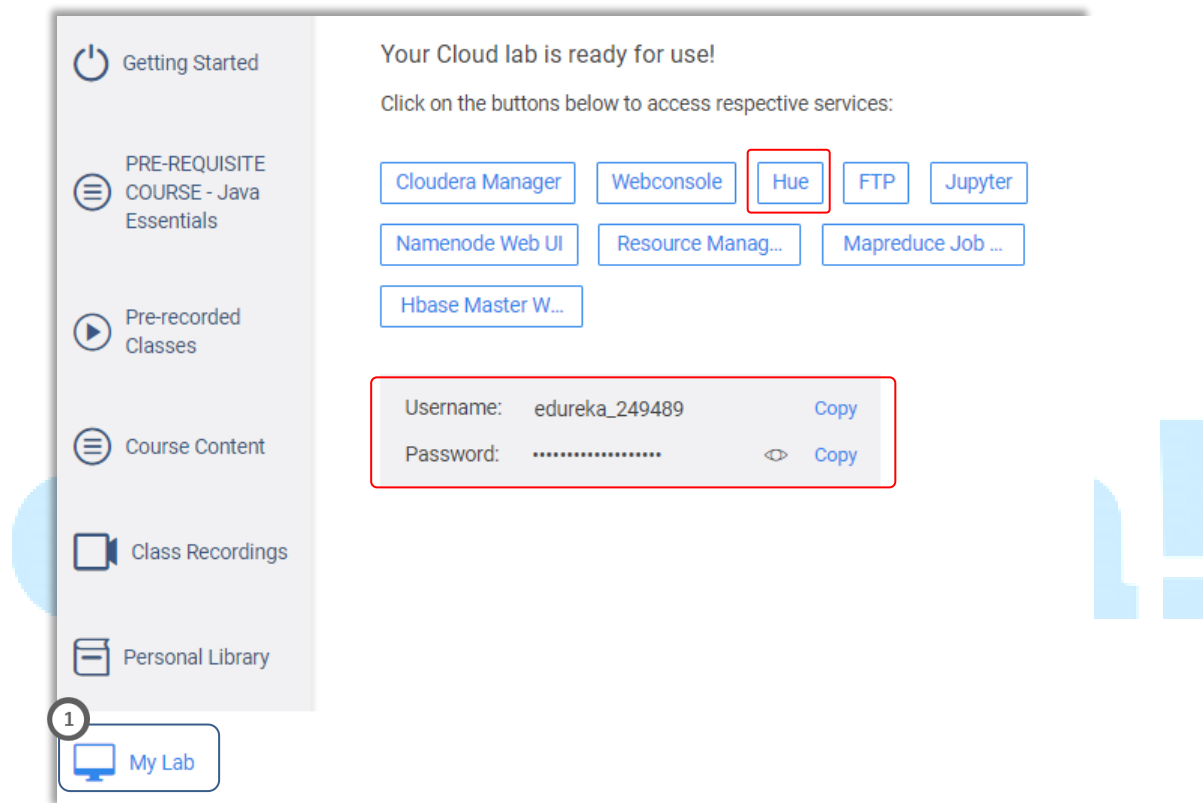 Getting Started
PRE-REQUISITE
COURSE - Java
Essentials
Pre-recorded
Classes
Course Content
Class Recordings
Personal Library
1
My Lab
Your Cloud lab is ready for use!
Click on the buttons below to access respective services:
Cloudera Manager Webconsole Hue FTP Jupyter
Namenode Web UI Resource Manag... Mapreduce Job ...
Hbase Master W...
Username: edureka_249489 Copy
Password: ··················· Copy